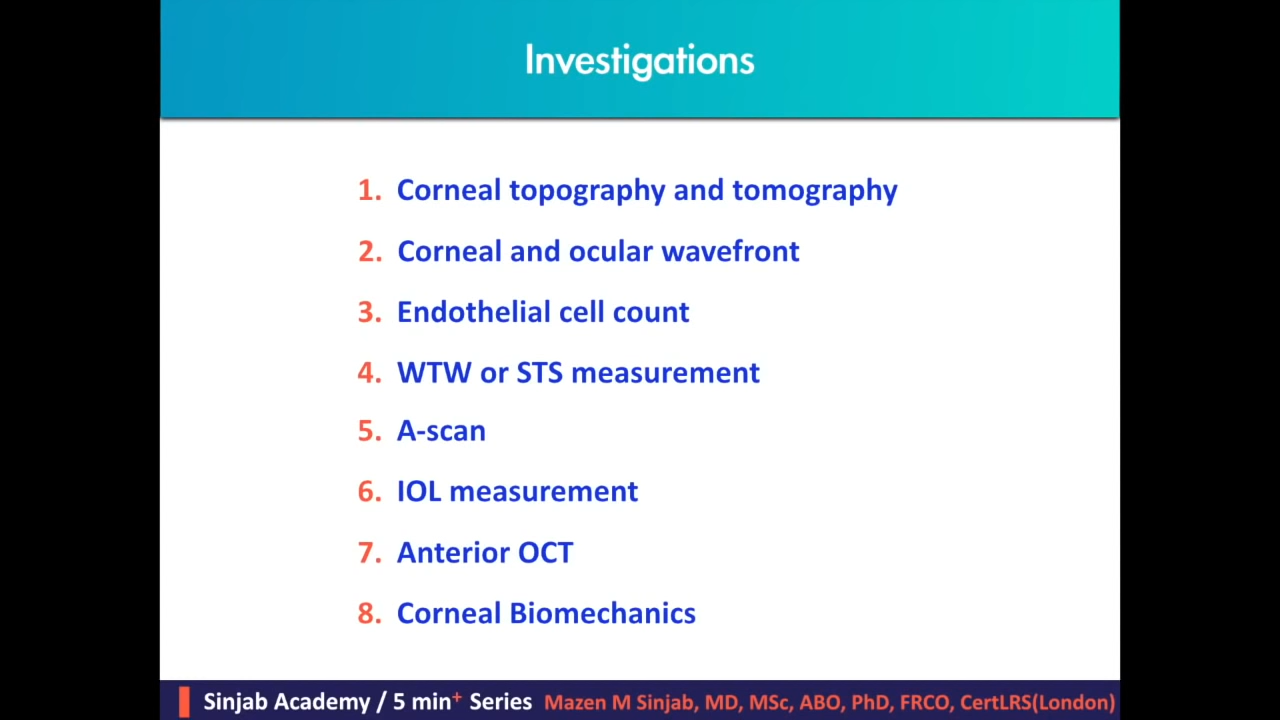 Investigations
1. Corneal topography and tomography
2. Corneal and ocular wavefront
3. Endothelial cell count
4. WTW or STS measurement
5. A-scan
6. IOL measurement
7. Anterior OCT
8. Corneal Biomechanics
Sinjab Academy / 5 min+ Series Mazen M Sinjab, MD, MSc, ABO, PhD, FRCO, CertLRS(London)